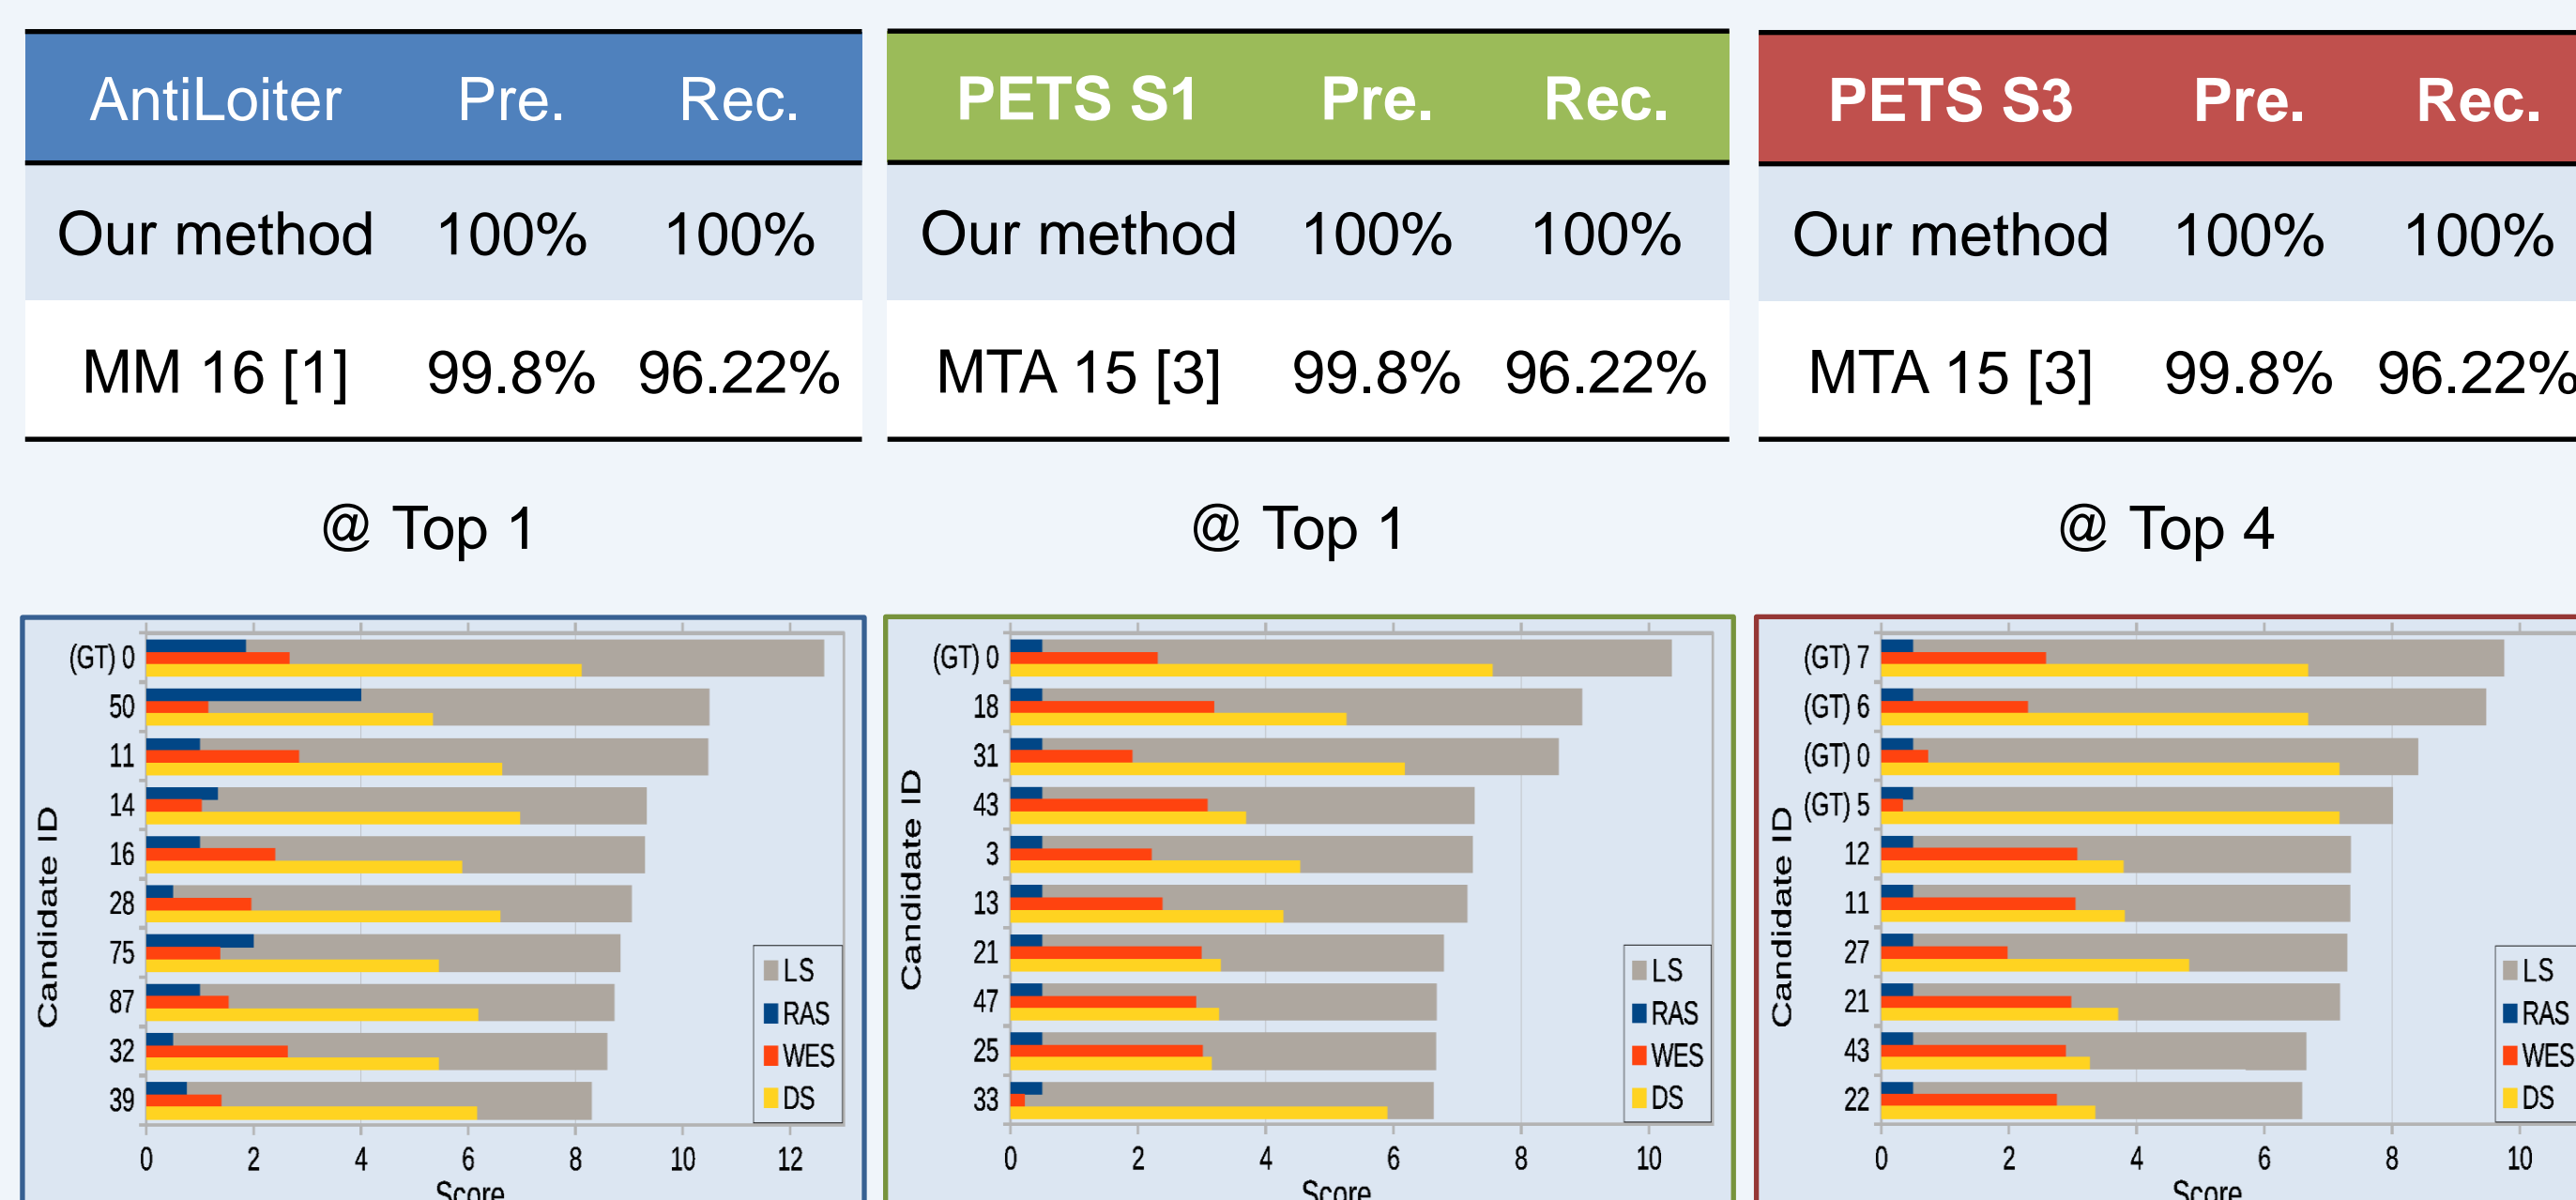 AntiLoiter Pre. Rec.
Our method 100% 100%
MM 16 [1] 99.8% 96.22%
@ Top 1
PETS S1 Pre. Rec.
Our method 100% 100%
MTA 15 [3] 99.8% 96.22%
@ Top 1
PETS S3 Pre. Rec.
Our method 100% 100%
MTA 15 [3] 99.8% 96.22%
@ Top 4
Candidate ID
(GT) 0
50
11
14
16
28
75
87
32
39
LS
RAS
WES
DS
0 2 4 6 8 10 12
Score
Candidate ID
(GT) 0
18
31
43
3
13
21
47
25
33
LS
RAS
WES
DS
0 2 4 6 8 10
Score
Candidate ID
(GT) 7
(GT) 6
(GT) 0
(GT) 5
12
11
27
21
43
22
LS
RAS
WES
DS
0 2 4 6 8 10
Score